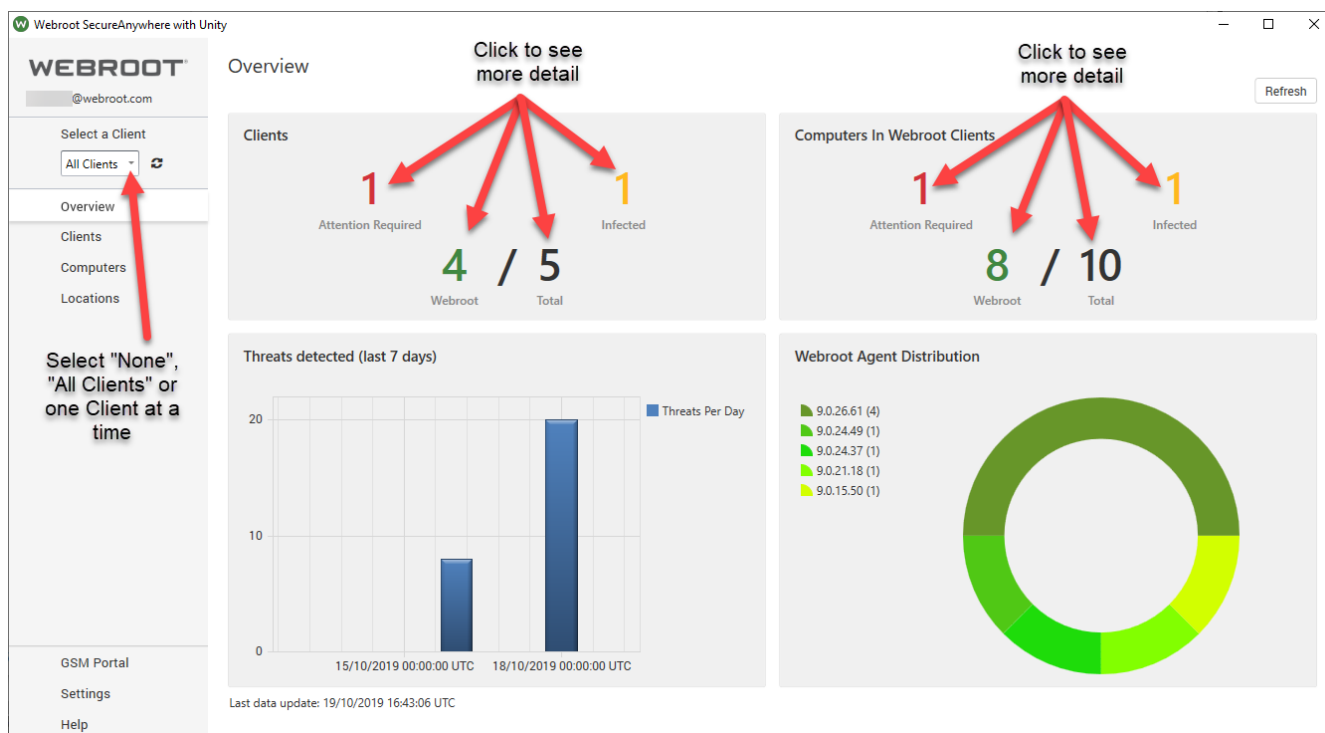 Webroot SecureAnywhere with Unity
WEBROOT
@webroot.com
Select a Client
All Clients
Overview
Clients
Computers
Locations
Select "None",
"All Clients" or
one Client at a
time
GSM Portal
Settings
Help
Overview
Click to see
more detail
Click to see
more detail
Refresh
Clients
1
Attention Required
1
Infected
4 / 5
Webroot Total
Computers In Webroot Clients
1
Attention Required
1
Infected
8 / 10
Webroot Total
Threats detected (last 7 days)
20
10
0
Threats Per Day
15/10/2019 00:00:00 UTC 18/10/2019 00:00:00 UTC
Webroot Agent Distribution
9.0.26.61 (4)
9.0.24.49 (1)
9.0.24.37 (1)
9.0.21.18 (1)
9.0.15.50 (1)
Last data update: 19/10/2019 16:43:06 UTC